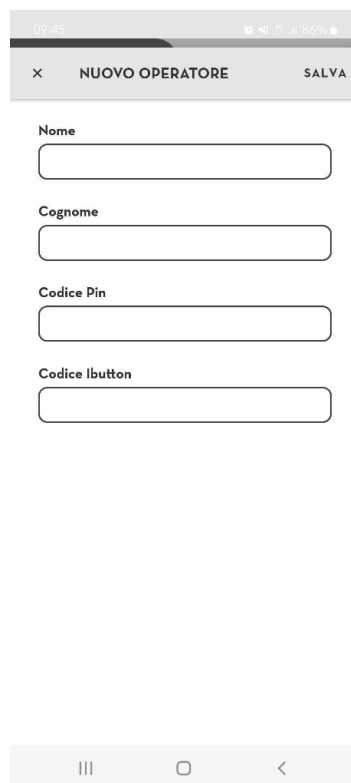 09:45 86%
× NUOVO OPERATORE SALVA
Nome
Cognome
Codice Pin
Codice Ibutton